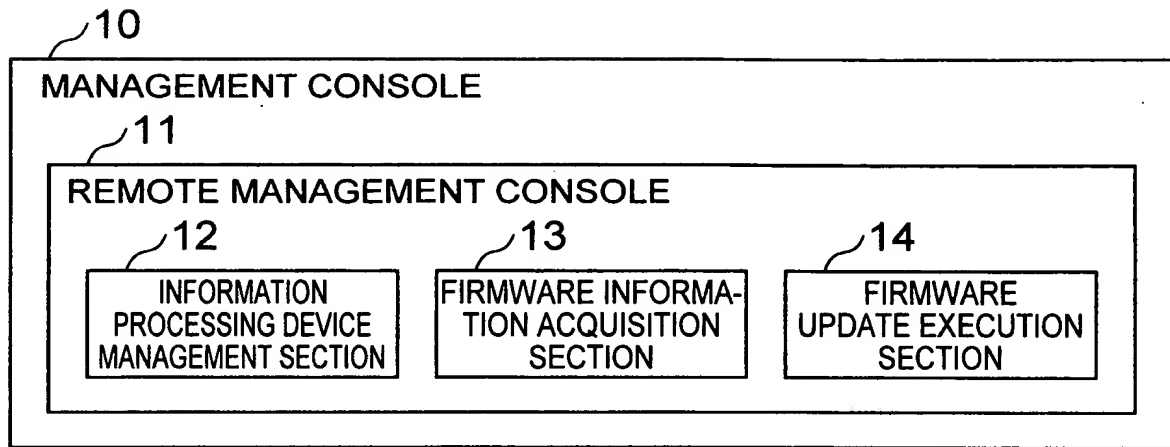 10
MANAGEMENT CONSOLE
11
REMOTE MANAGEMENT CONSOLE
12
INFORMATION
PROCESSING DEVICE
MANAGEMENT SECTION
13
FIRMWARE INFORMA-
TION ACQUISITION
SECTION
14
FIRMWARE
UPDATE EXECUTION
SECTION